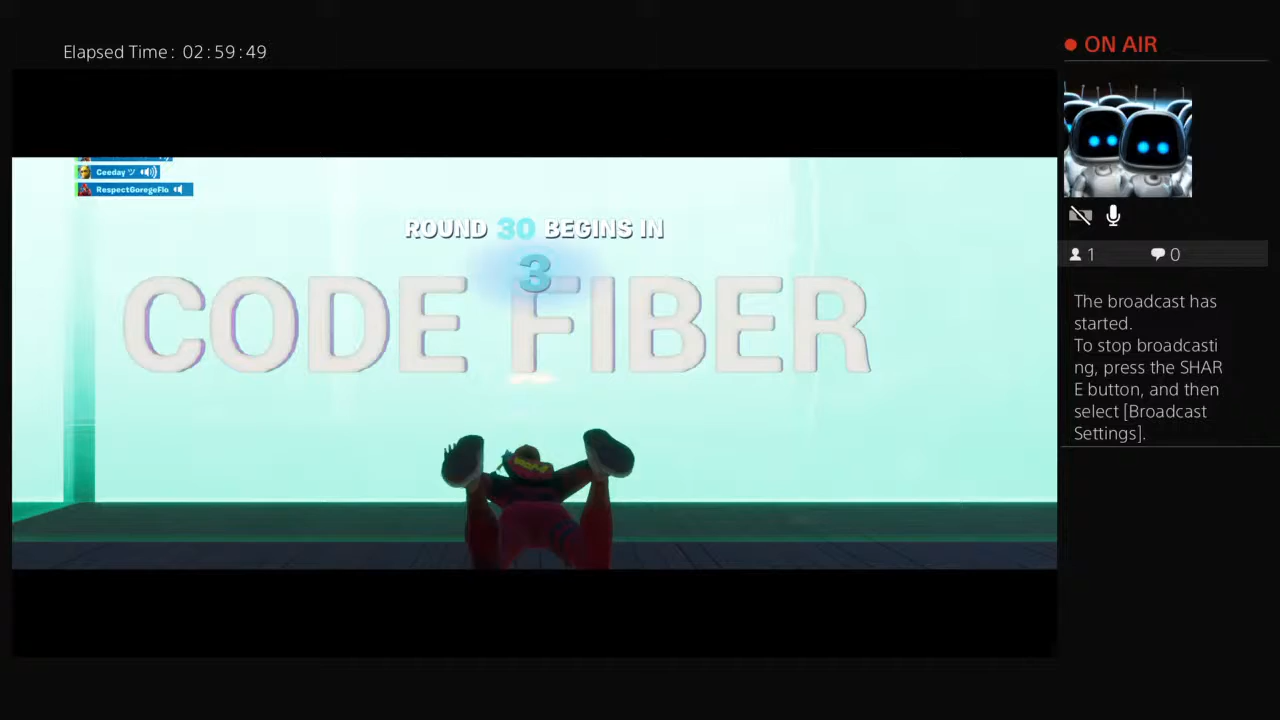 Elapsed Time: 02:59:49
ON AIR
Ceeday ツ
RespectGoregeFlo
ROUND 30 BEGINS IN
3
CODE FIBER
1
0
The broadcast has
started.
To stop broadcasti
ng, press the SHAR
E button, and then
select [Broadcast
Settings].